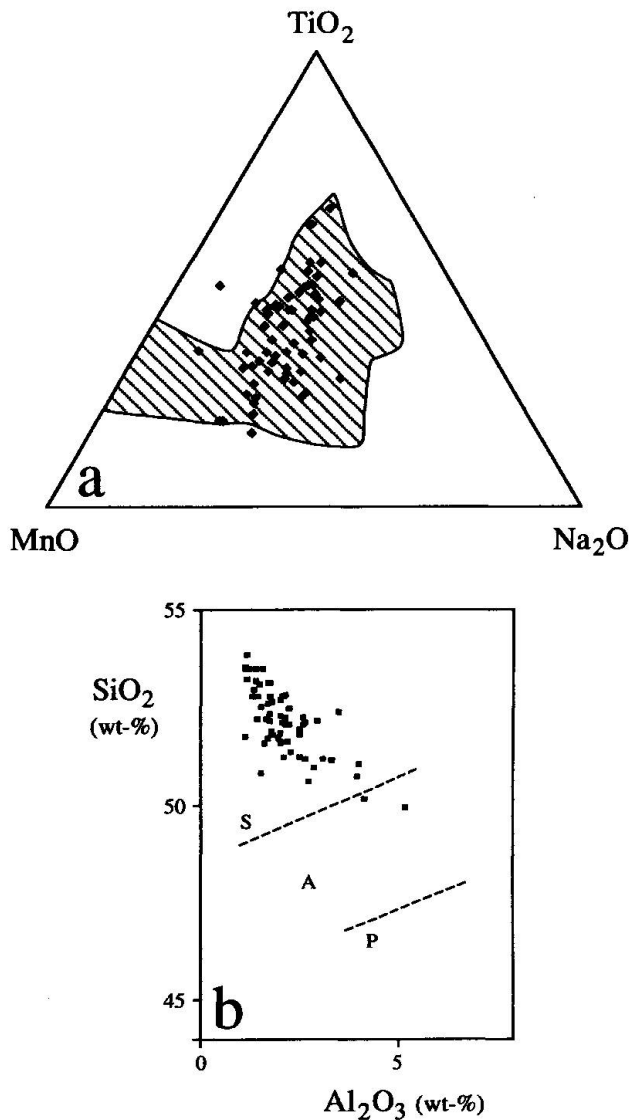 TiO₂
a
MnO
Na₂O
55
SiO₂
(wt-%)
50
S
A
P
45
b
0
5
Al₂O₃ (wt-%)